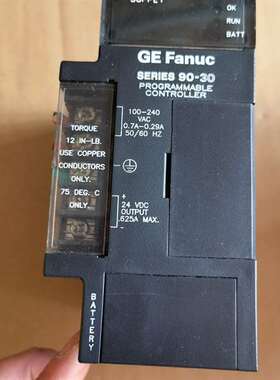 SUPPLY
OK
RUN
BATT
GE Fanuc
SERIES 90-30
PROGRAMMABLE
CONTROLLER
100-240
VAC
0.7A-0.29A
50/60 HZ
TORQUE
12 IN-LB.
USE COPPER
CONDUCTORS
ONLY.
75 DEG. C
ONLY.
+
24 VDC
OUTPUT
.625A MAX.
-
BATTERY